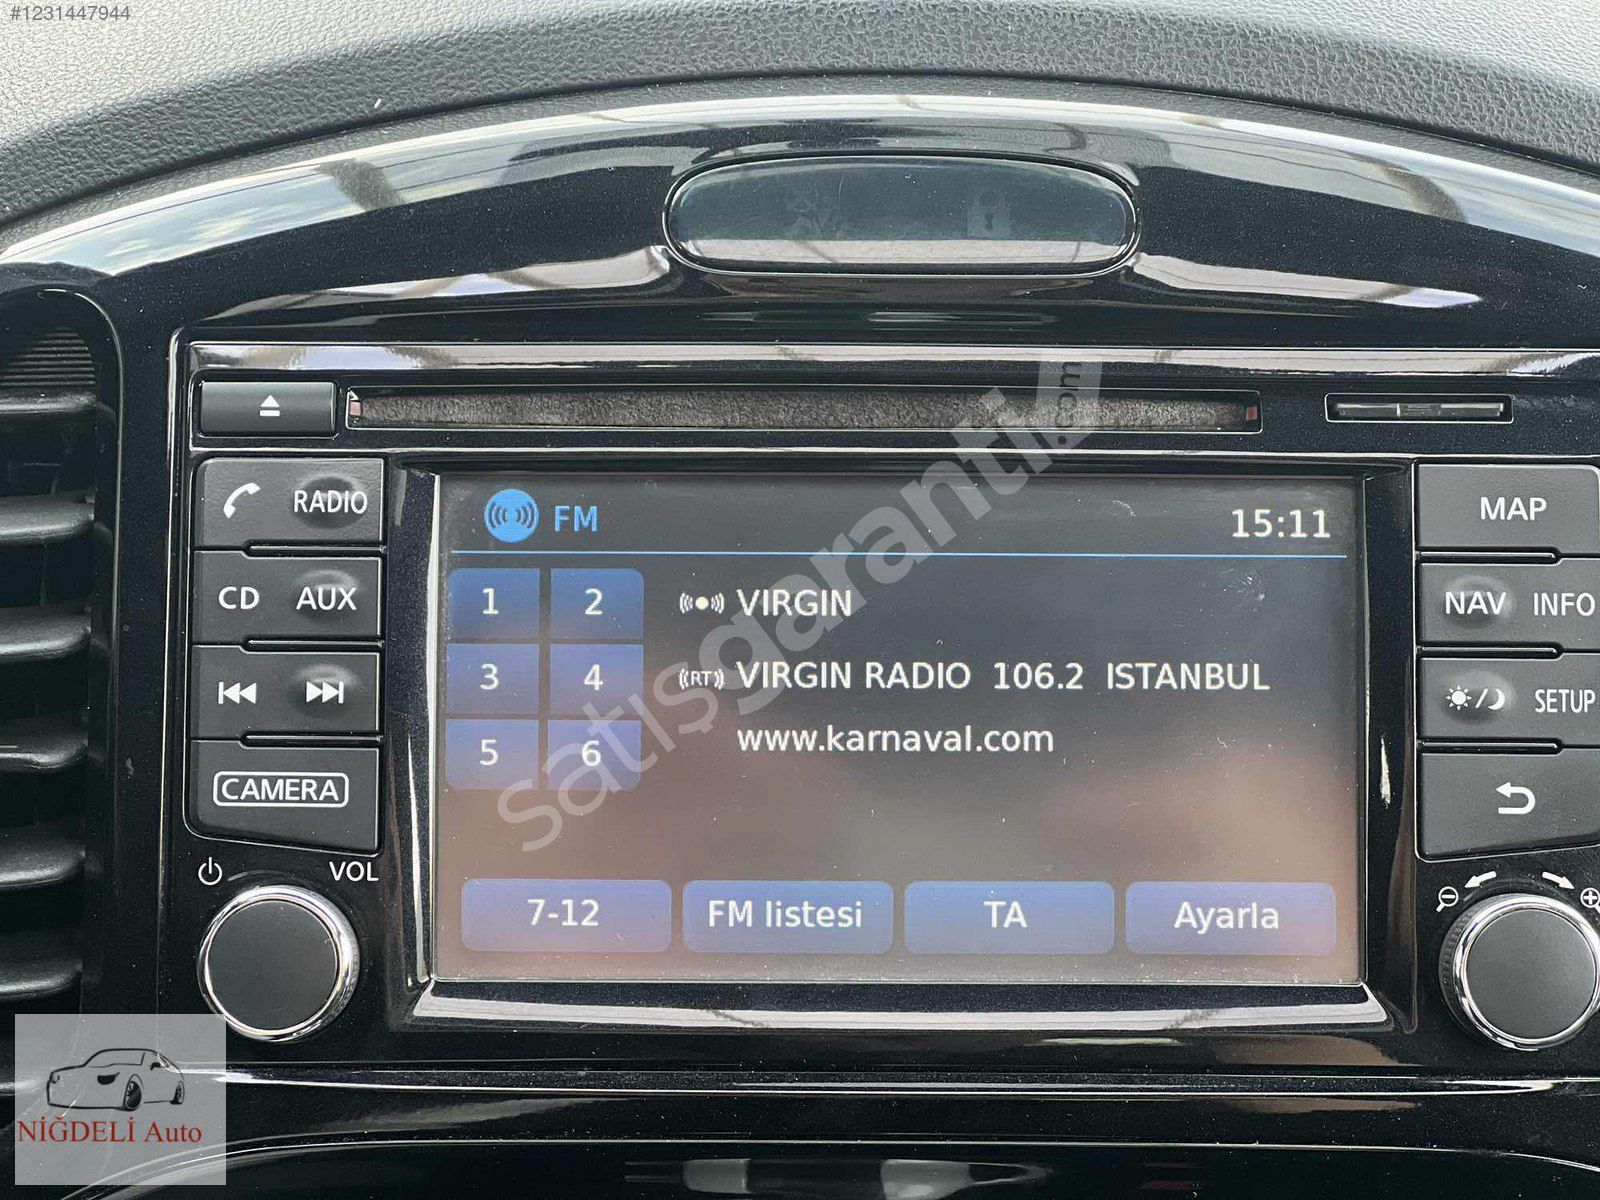 #1231447944
RADIO
CD AUX
CAMERA
VOL
FM 15:11
1 2
3 4
5 6
VIRGIN
RT VIRGIN RADIO 106.2 ISTANBUL
www.karnaval.com
7-12 FM listesi TA Ayarla
MAP
NAV INFO
SETUP
satışgaranti.com
NİĞDELİ Auto